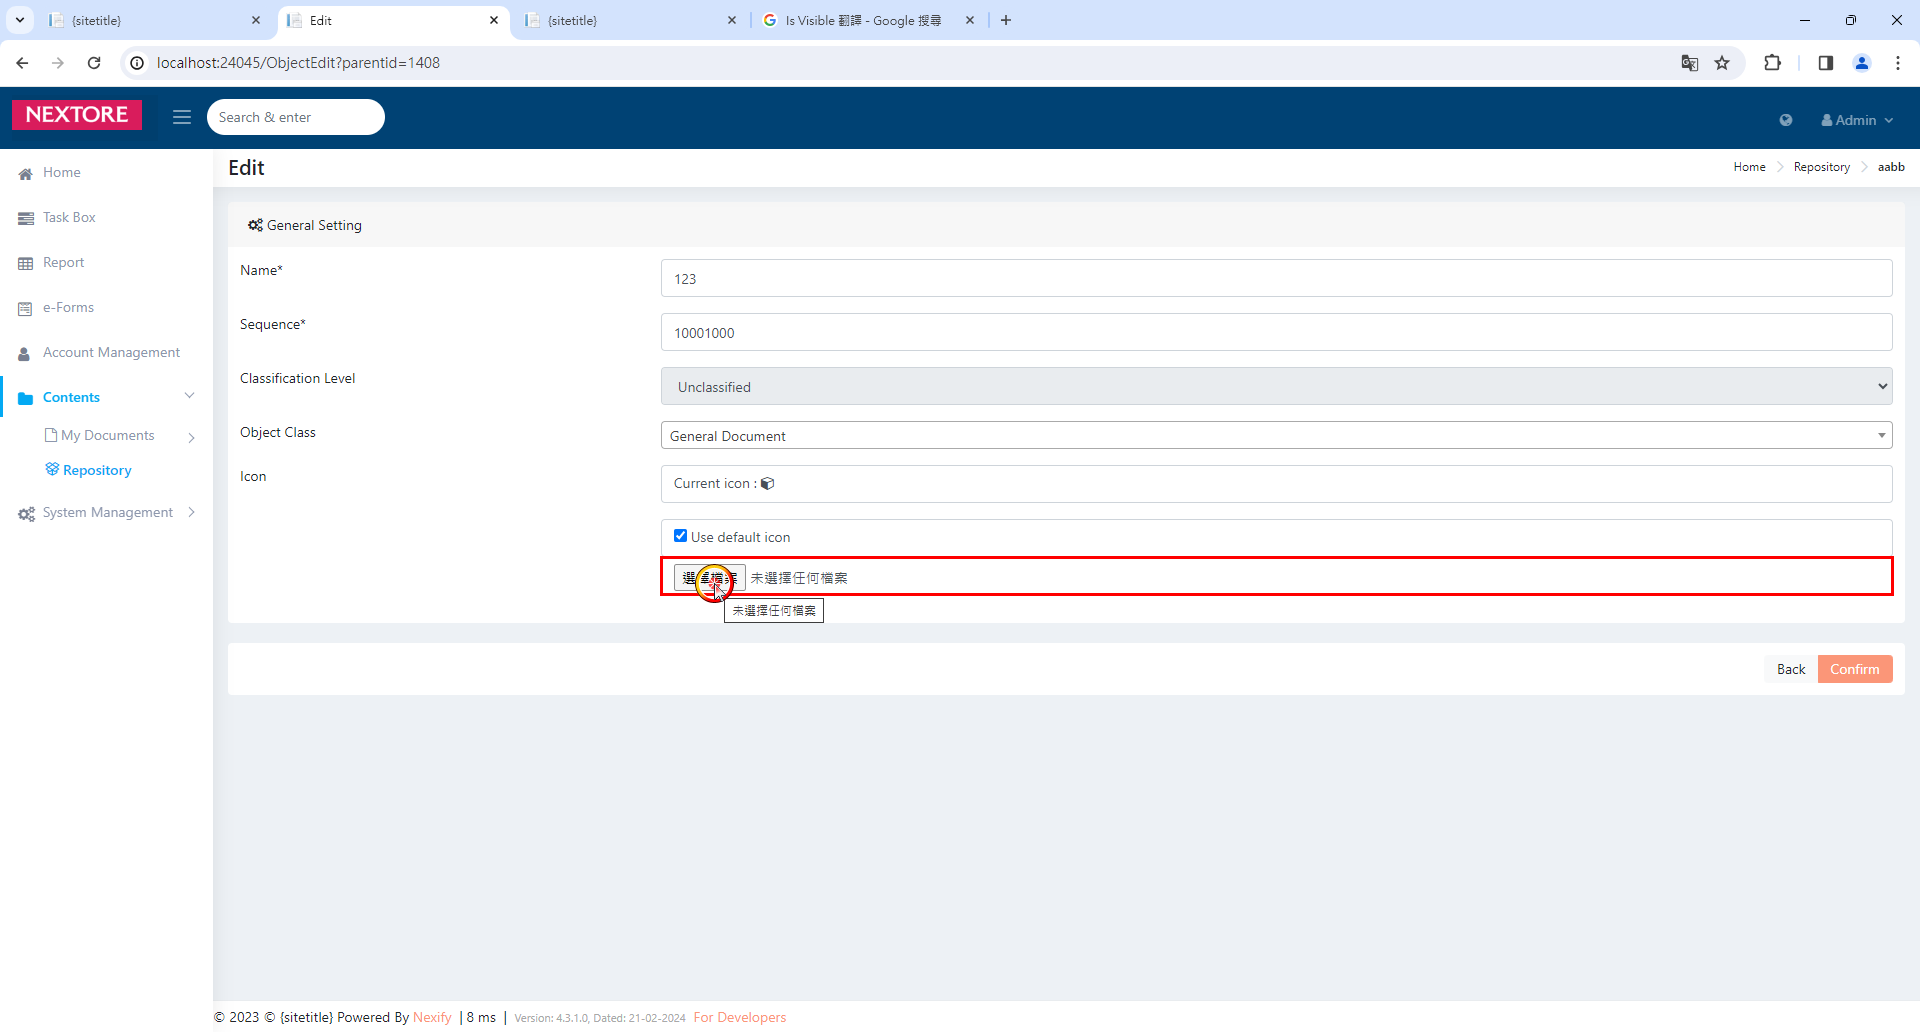 {sitetitle}
Edit
{sitetitle}
Is Visible 翻譯 - Google 搜尋
localhost:24045/ObjectEdit?parentid=1408
NEXTORE
Search & enter
Admin
Home
Task Box
Report
e-Forms
Account Management
Contents
My Documents
Repository
System Management
Edit
Home
Repository
aabb
General Setting
Name*
123
Sequence*
10001000
Classification Level
Unclassified
Object Class
General Document
Icon
Current icon :
Use default icon
選擇檔案 未選擇任何檔案
未選擇任何檔案
Back
Confirm
© 2023 © {sitetitle} Powered By Nexify | 8 ms | Version: 4.3.1.0, Dated: 21-02-2024 For Developers